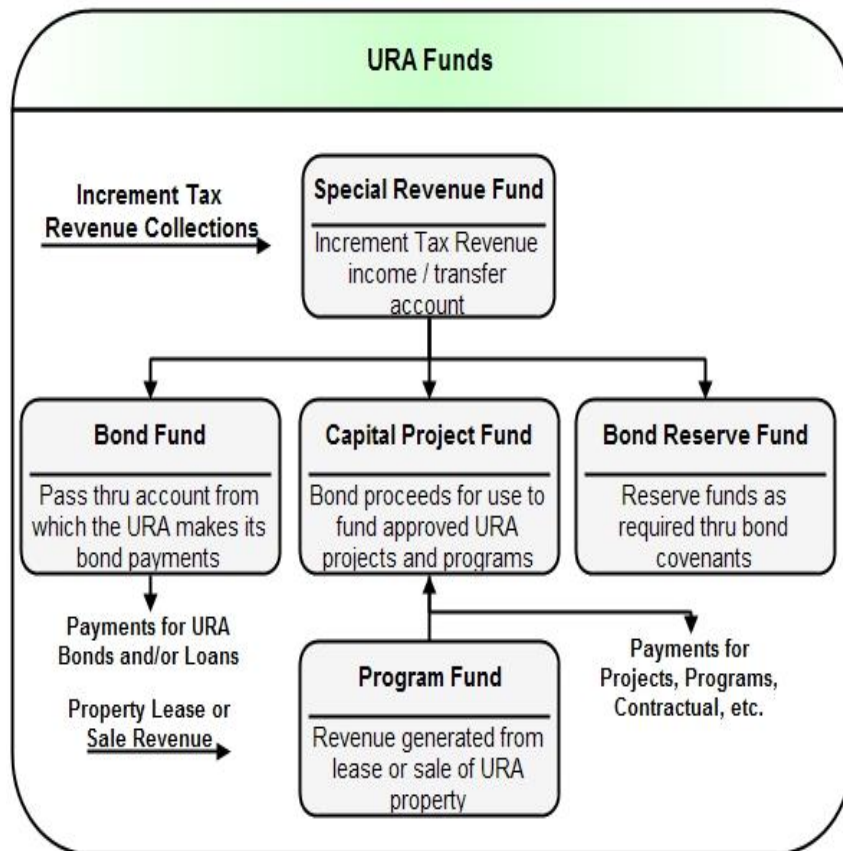 URA Funds
Increment Tax
Revenue Collections
Special Revenue Fund
Increment Tax Revenue
income / transfer
account
Bond Fund
Pass thru account from
which the URA makes its
bond payments
Capital Project Fund
Bond proceeds for use to
fund approved URA
projects and programs
Bond Reserve Fund
Reserve funds as
required thru bond
covenants
Payments for URA
Bonds and/or Loans
Property Lease or
Sale Revenue
Program Fund
Revenue generated from
lease or sale of URA
property
Payments for
Projects, Programs,
Contractual, etc.